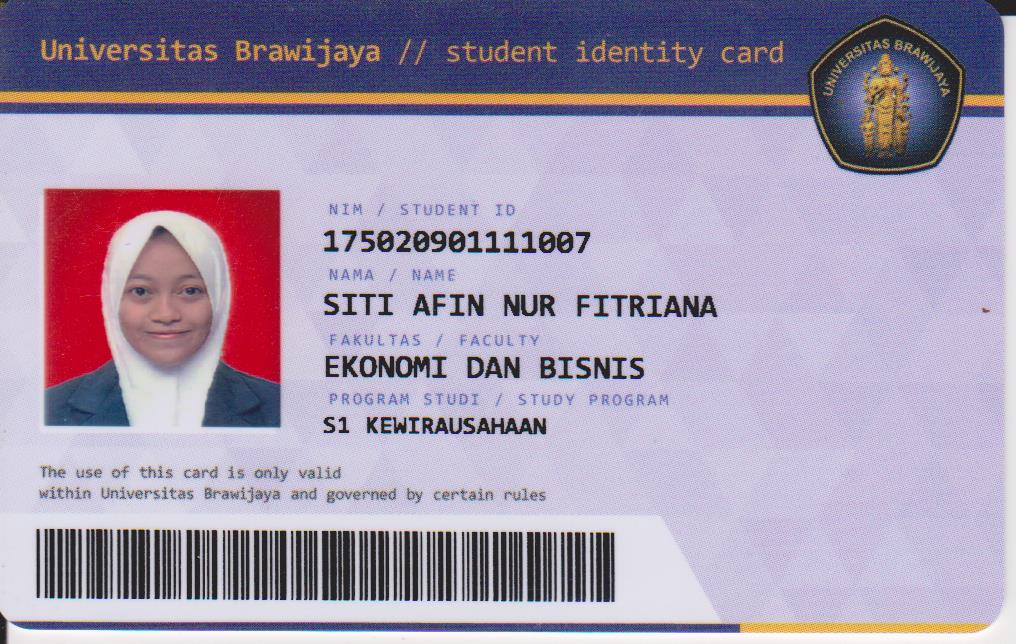 Universitas Brawijaya // student identity card
UNIVERSITAS BRAWIJAYA
NIM / STUDENT ID
175020901111007
NAMA / NAME
SITI AFIN NUR FITRIANA
FAKULTAS / FACULTY
EKONOMI DAN BISNIS
PROGRAM STUDI / STUDY PROGRAM
S1 KEWIRAUSAHAAN
The use of this card is only valid
within Universitas Brawijaya and governed by certain rules